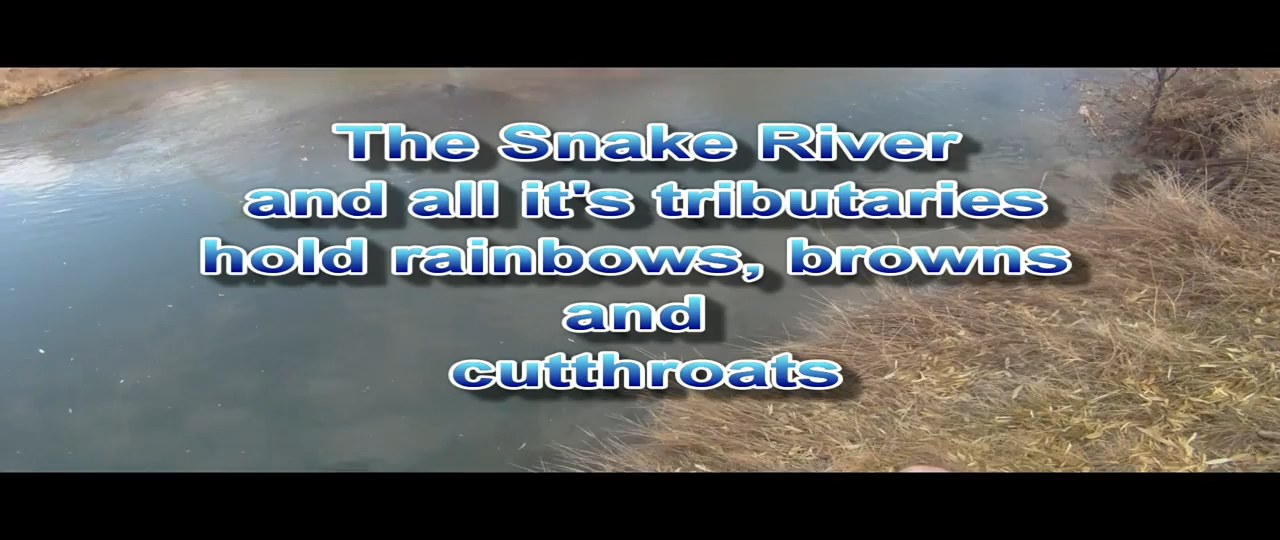 The Snake River
and all it's tributaries
hold rainbows, browns
and
cutthroats